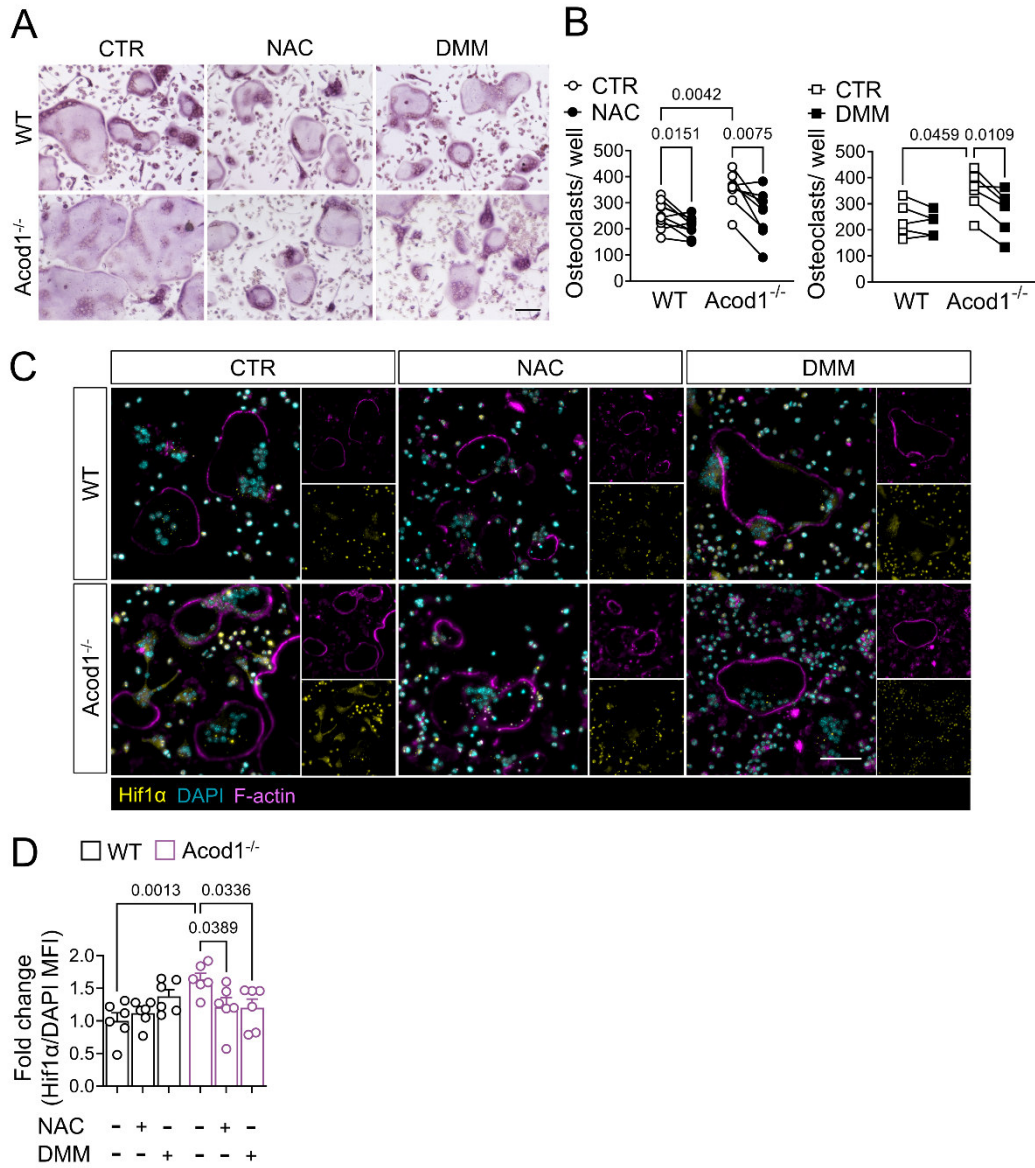 A
CTR NAC DMM
WT
Acod1⁻/⁻
B
CTR
NAC
0.0042
0.0151 0.0075
500
400
300
200
100
0
Osteoclasts/ well
WT Acod1⁻/⁻
CTR
DMM
0.0459 0.0109
500
400
300
200
100
0
Osteoclasts/ well
WT Acod1⁻/⁻
C
CTR NAC DMM
WT
Acod1⁻/⁻
Hif1α DAPI F-actin
D
WT Acod1⁻/⁻
0.0013 0.0336
0.0389
2.0
1.5
1.0
0.5
0.0
Fold change
(Hif1α/DAPI MFI)
NAC - + - - + -
DMM - - + - - +